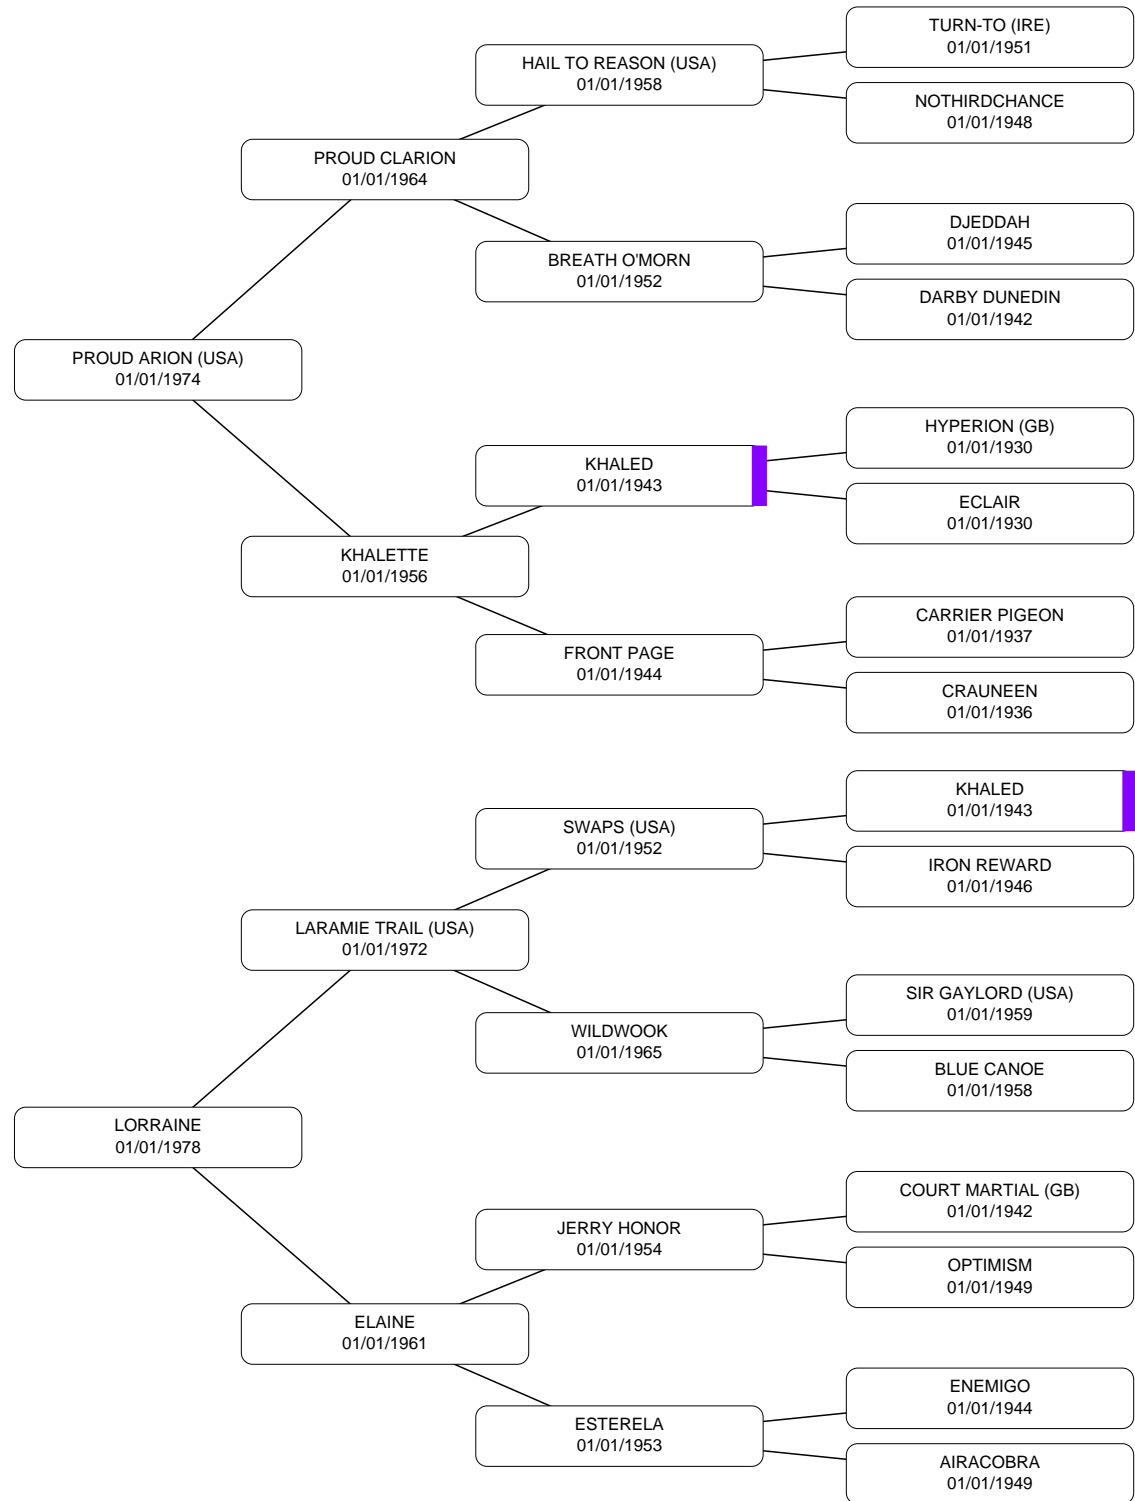 TURN-TO (IRE)
01/01/1951
HAIL TO REASON (USA)
01/01/1958
NOTHIRDCHANCE
01/01/1948
PROUD CLARION
01/01/1964
DJEDDAH
01/01/1945
BREATH O'MORN
01/01/1952
DARBY DUNEDIN
01/01/1942
PROUD ARION (USA)
01/01/1974
HYPERION (GB)
01/01/1930
KHALED
01/01/1943
ECLAIR
01/01/1930
KHALETTE
01/01/1956
CARRIER PIGEON
01/01/1937
FRONT PAGE
01/01/1944
CRAUNEEN
01/01/1936
KHALED
01/01/1943
SWAPS (USA)
01/01/1952
IRON REWARD
01/01/1946
LARAMIE TRAIL (USA)
01/01/1972
SIR GAYLORD (USA)
01/01/1959
WILDWOOK
01/01/1965
BLUE CANOE
01/01/1958
LORRAINE
01/01/1978
COURT MARTIAL (GB)
01/01/1942
JERRY HONOR
01/01/1954
OPTIMISM
01/01/1949
ELAINE
01/01/1961
ENEMIGO
01/01/1944
ESTERELA
01/01/1953
AIRACOBRA
01/01/1949